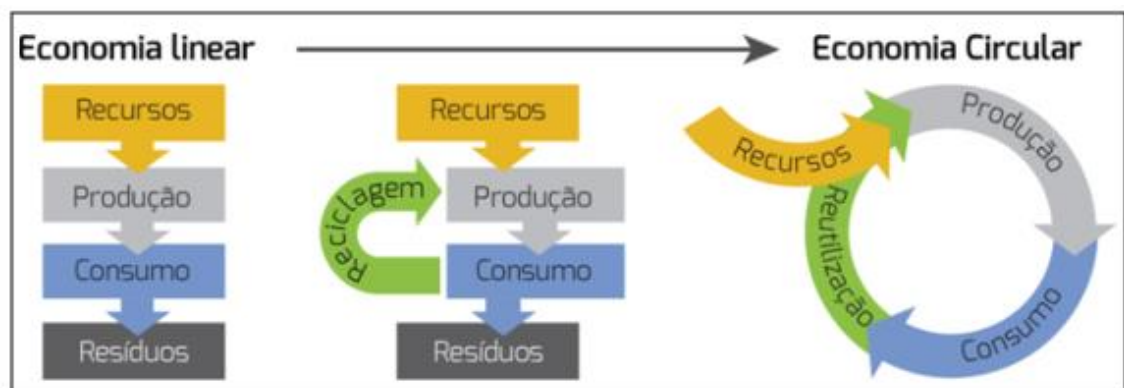 Economia linear
Economia Circular
Recursos
Produção
Consumo
Resíduos
Recursos
Reciclagem
Produção
Consumo
Resíduos
Recursos
Produção
Consumo
Reutilização